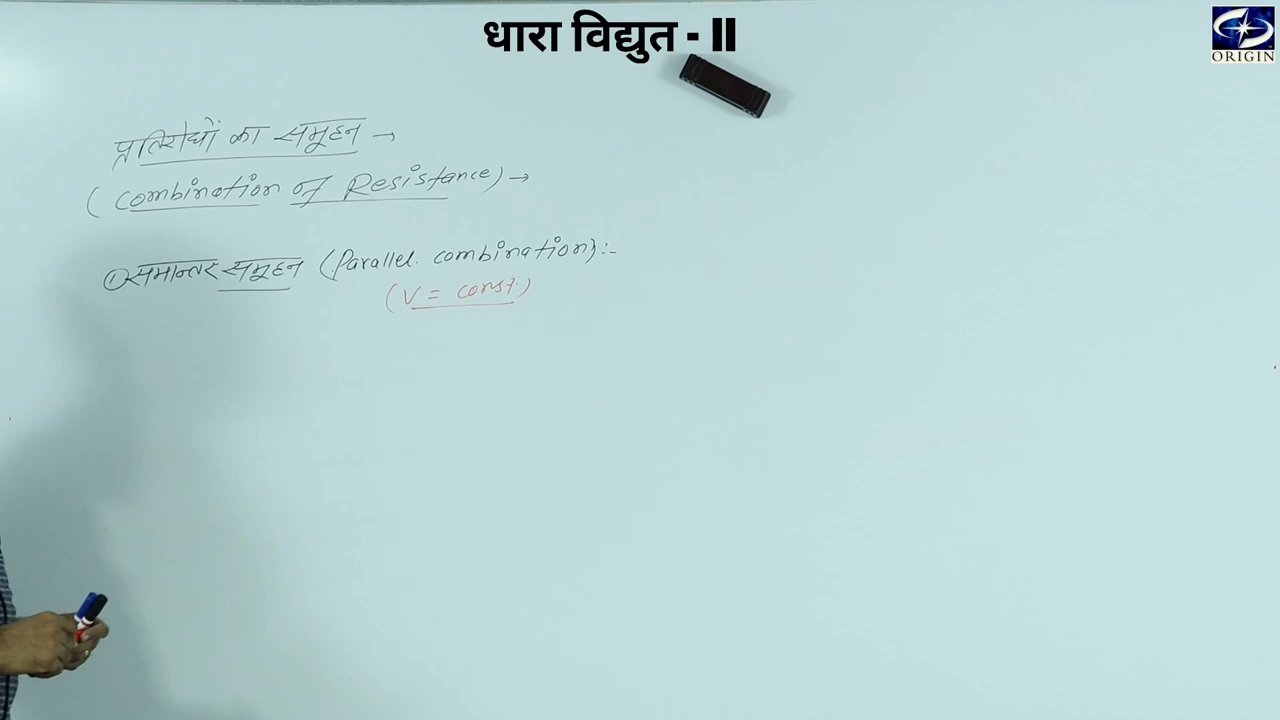 धारा विद्युत - II
ORIGIN
प्रतिरोधों का समूहन →
(Combination of Resistance) →
① समान्तर समूहन (Parallel combination):-
(V = const.)